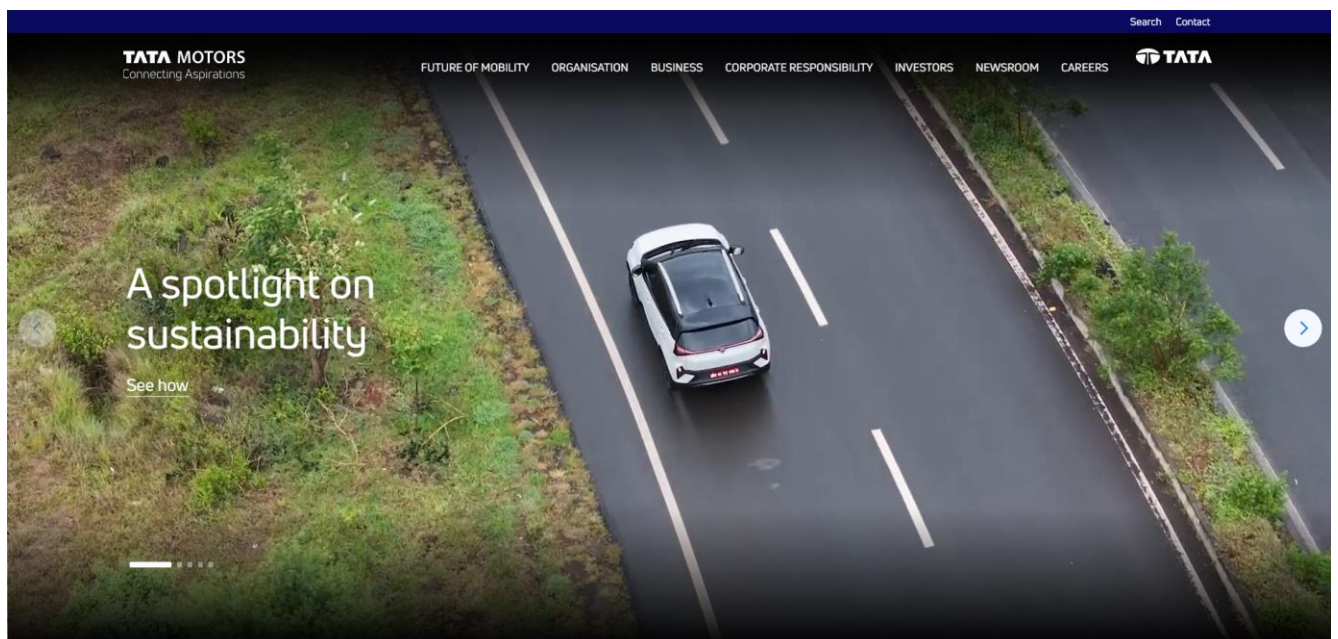 Search Contact
TATA MOTORS
Connecting Aspirations
FUTURE OF MOBILITY ORGANISATION BUSINESS CORPORATE RESPONSIBILITY INVESTORS NEWSROOM CAREERS
TATA
A spotlight on
sustainability
See how